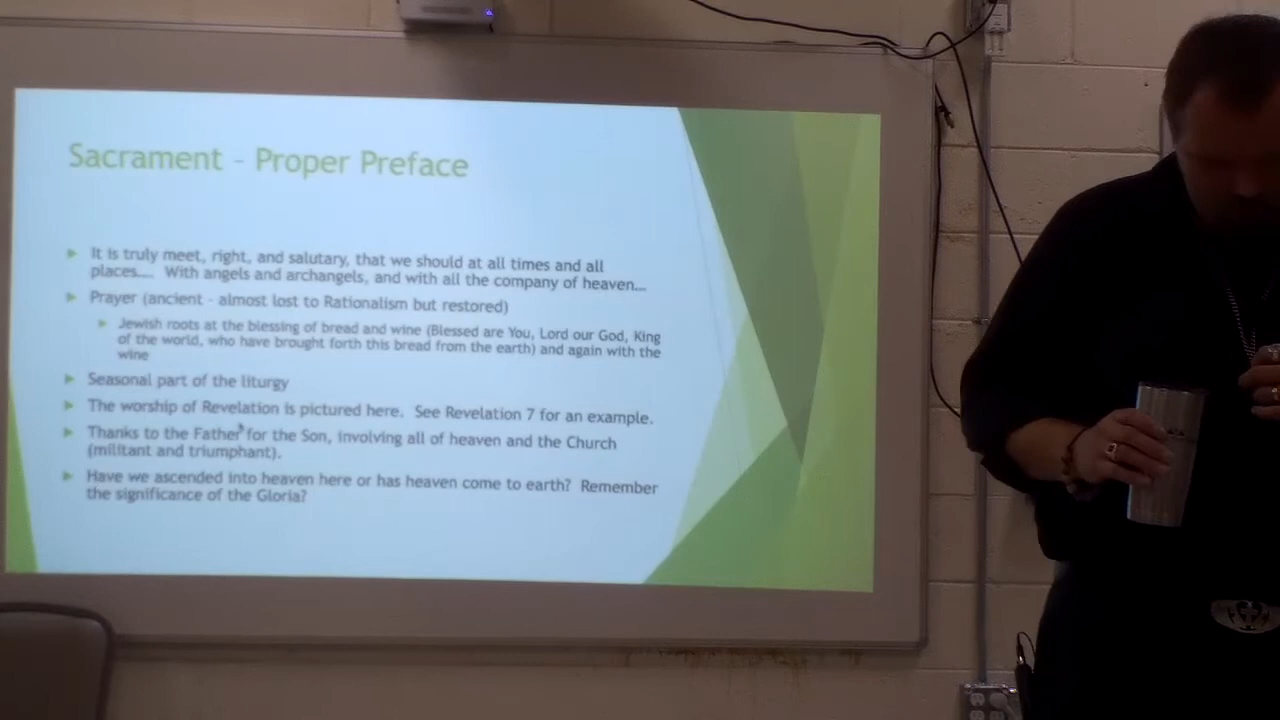 Sacrament – Proper Preface
It is truly meet, right, and salutary, that we should at all times and all
places.... With angels and archangels, and with all the company of heaven...
Prayer (ancient - almost lost to Rationalism but restored)
Jewish roots at the blessing of bread and wine (Blessed are You, Lord our God, King
of the world, who have brought forth this bread from the earth) and again with the
wine
Seasonal part of the liturgy
The worship of Revelation is pictured here. See Revelation 7 for an example.
Thanks to the Father for the Son, involving all of heaven and the Church
(militant and triumphant).
Have we ascended into heaven here or has heaven come to earth? Remember
the significance of the Gloria?